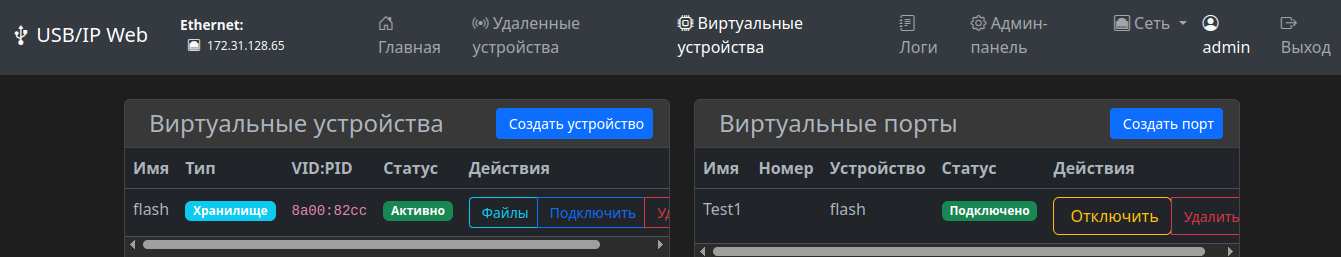 USB/IP Web
Ethernet:
172.31.128.65
Главная
Удаленные
устройства
Виртуальные
устройства
Логи
Админ-
панель
Сеть
admin
Выход
Виртуальные устройства
Создать устройство
Имя Тип VID:PID Статус Действия
flash Хранилище 8a00:82cc Активно Файлы Подключить
Виртуальные порты
Создать порт
Имя Номер Устройство Статус Действия
Test1 flash Подключено Отключить Удалить